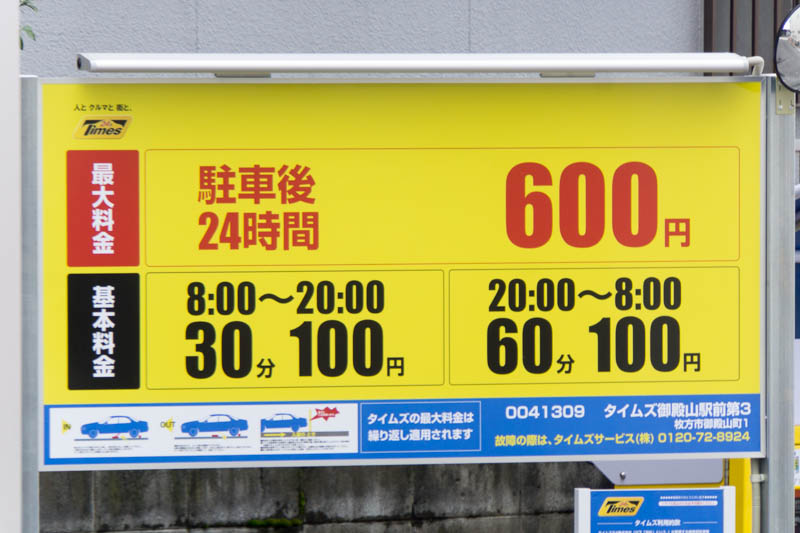 人と クルマと 街と、
Times
最大料金
駐車後
24時間
600円
基本料金
8:00～20:00
30分 100円
20:00～8:00
60分 100円
IN
OUT
タイムズの最大料金は
繰り返し適用されます
0041309 タイムズ御殿山駅前第3
枚方市御殿山町1
故障の際は、タイムズサービス(株) 0120-72-8924
Times
タイムズ利用約款